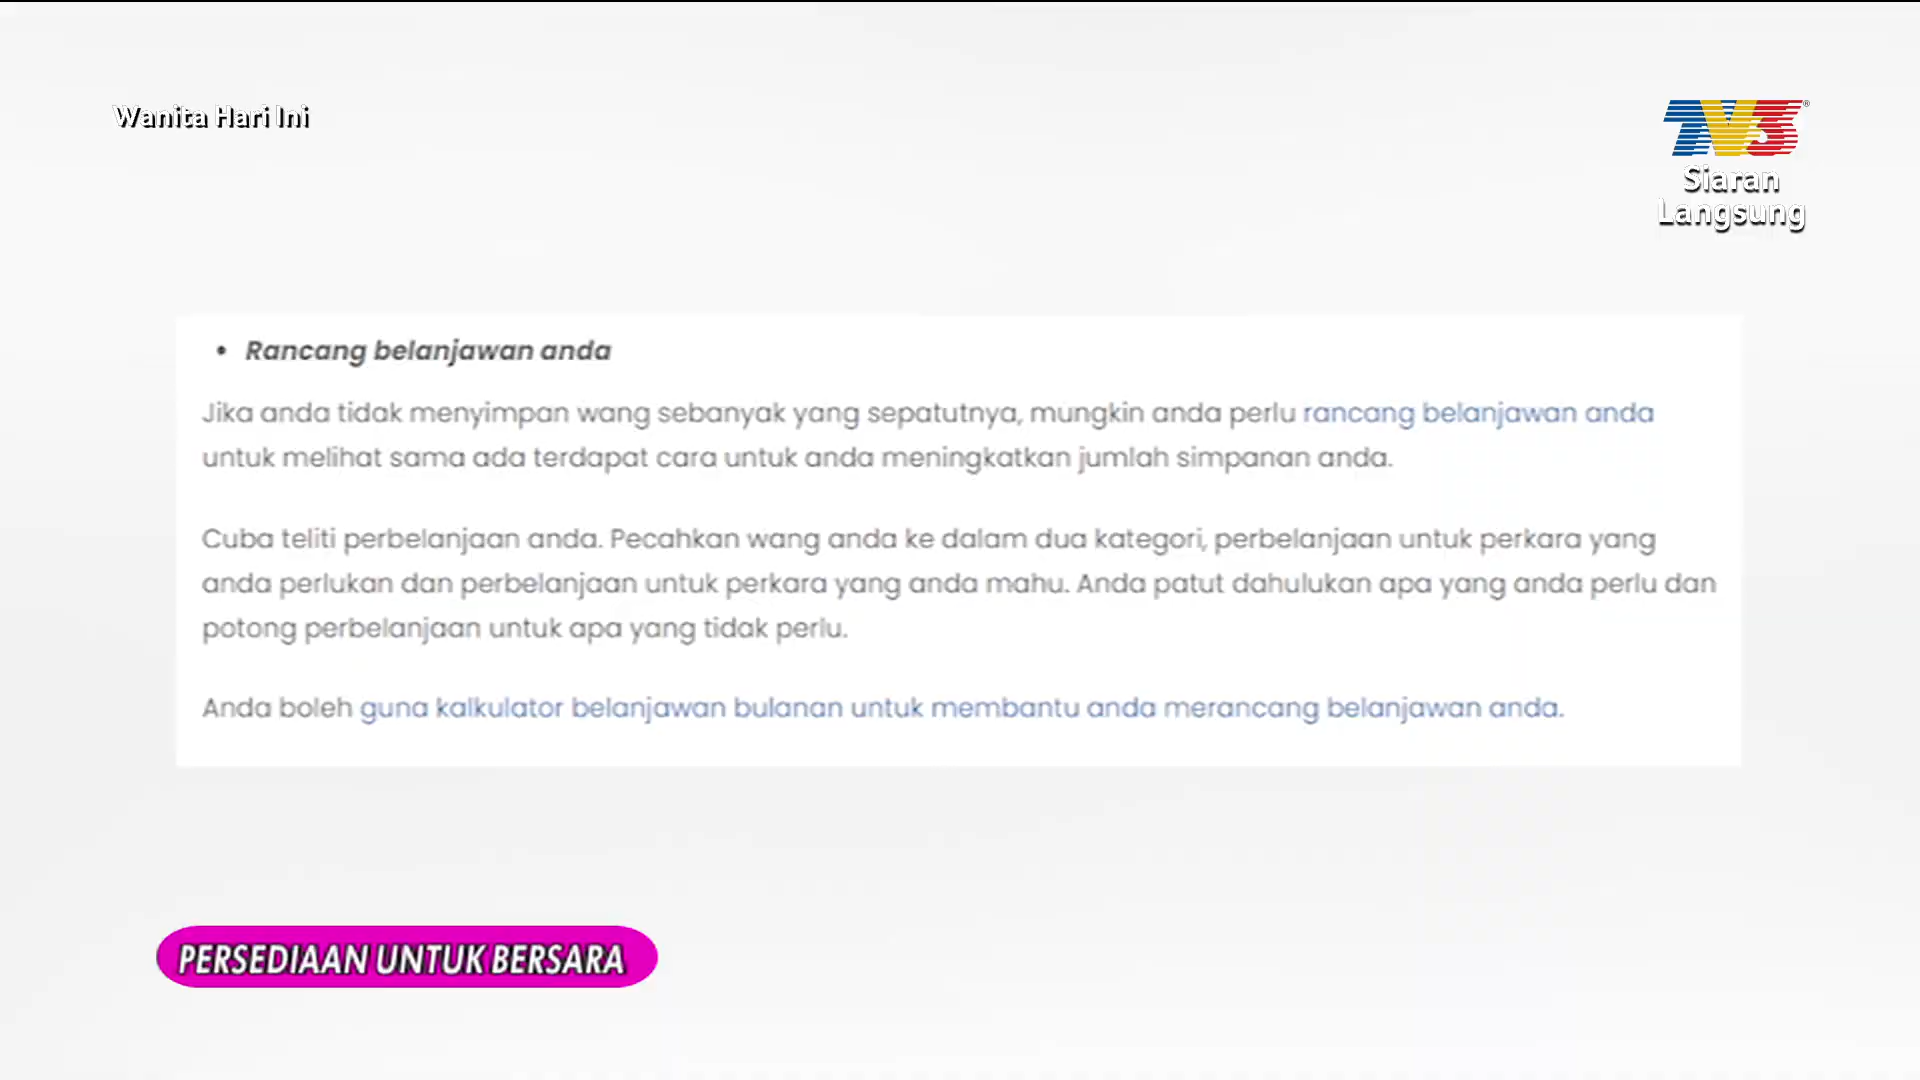 Wanita Hari Ini
TV3®
Siaran
Langsung
• Rancang belanjawan anda
Jika anda tidak menyimpan wang sebanyak yang sepatutnya, mungkin anda perlu rancang belanjawan anda
untuk melihat sama ada terdapat cara untuk anda meningkatkan jumlah simpanan anda.
Cuba teliti perbelanjaan anda. Pecahkan wang anda ke dalam dua kategori, perbelanjaan untuk perkara yang
anda perlukan dan perbelanjaan untuk perkara yang anda mahu. Anda patut dahulukan apa yang anda perlu dan
potong perbelanjaan untuk apa yang tidak perlu.
Anda boleh guna kalkulator belanjawan bulanan untuk membantu anda merancang belanjawan anda.
PERSEDIAAN UNTUK BERSARA